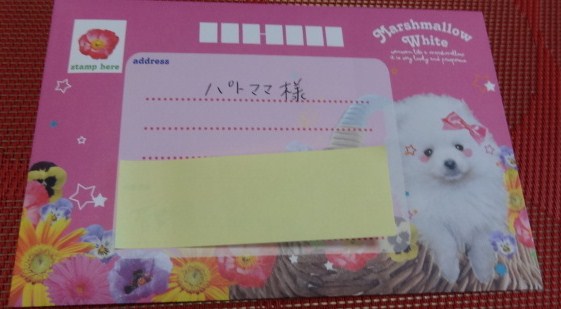 Marshmallow
White
stamp here
address
パトママ様